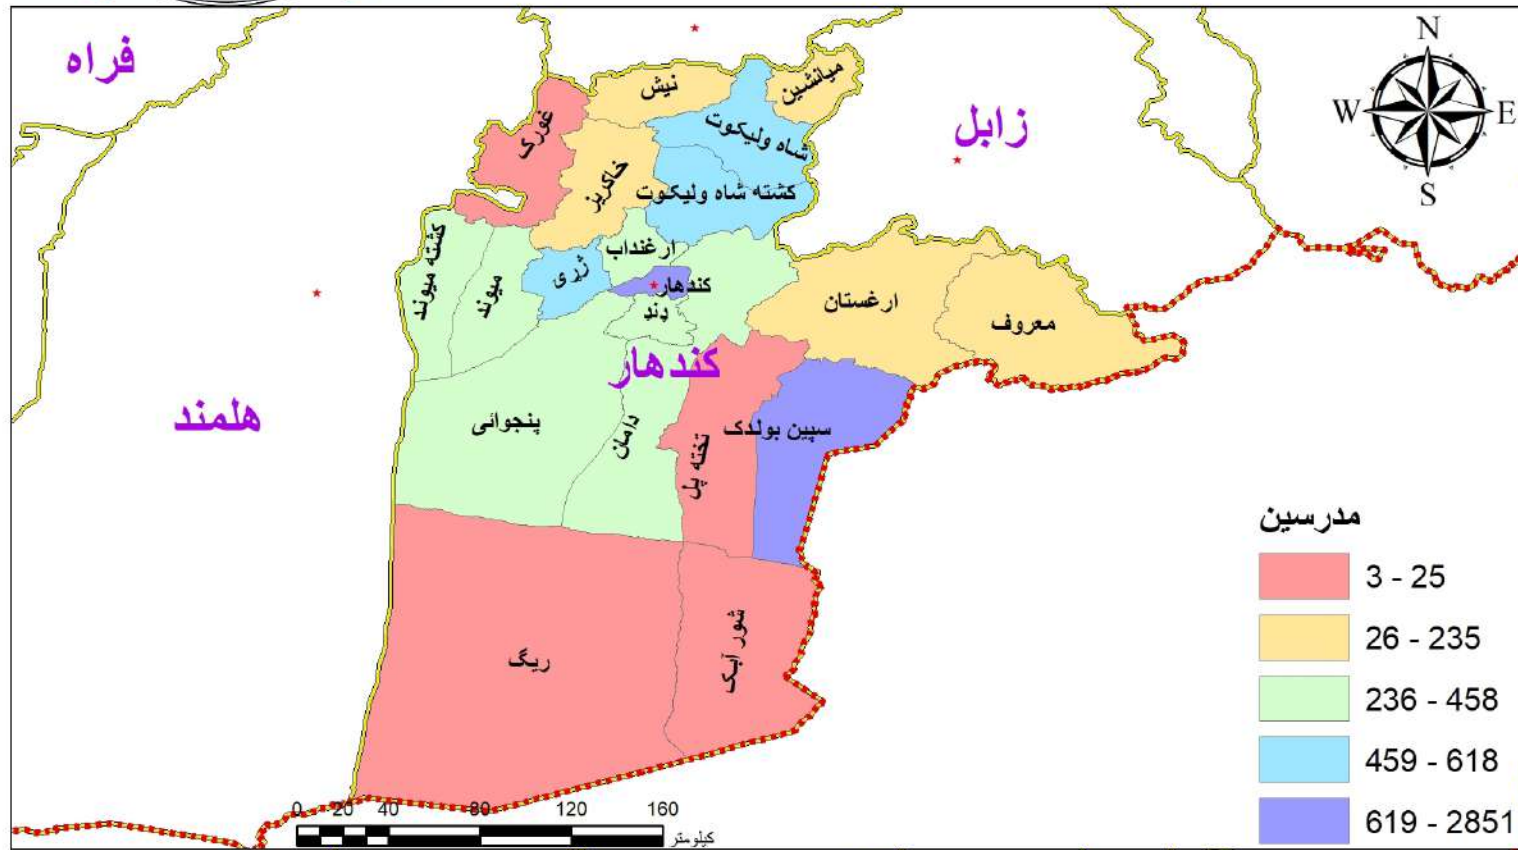 فراه
زابل
هلمند
کندهار
N
W
E
S
میانشین
نیش
غورک
شاه ولیکوت
خاکریز
کشته شاه ولیکوت
کشته میوند
میوند
ارغنداب
ژری
کندهار
دند
ارغستان
معروف
پنجوائی
دامان
تخته پل
سپین بولدک
ریگ
شور آبک
مدرسین
3 - 25
26 - 235
236 - 458
459 - 618
619 - 2851
0 20 40 80 120 160
کیلومتر